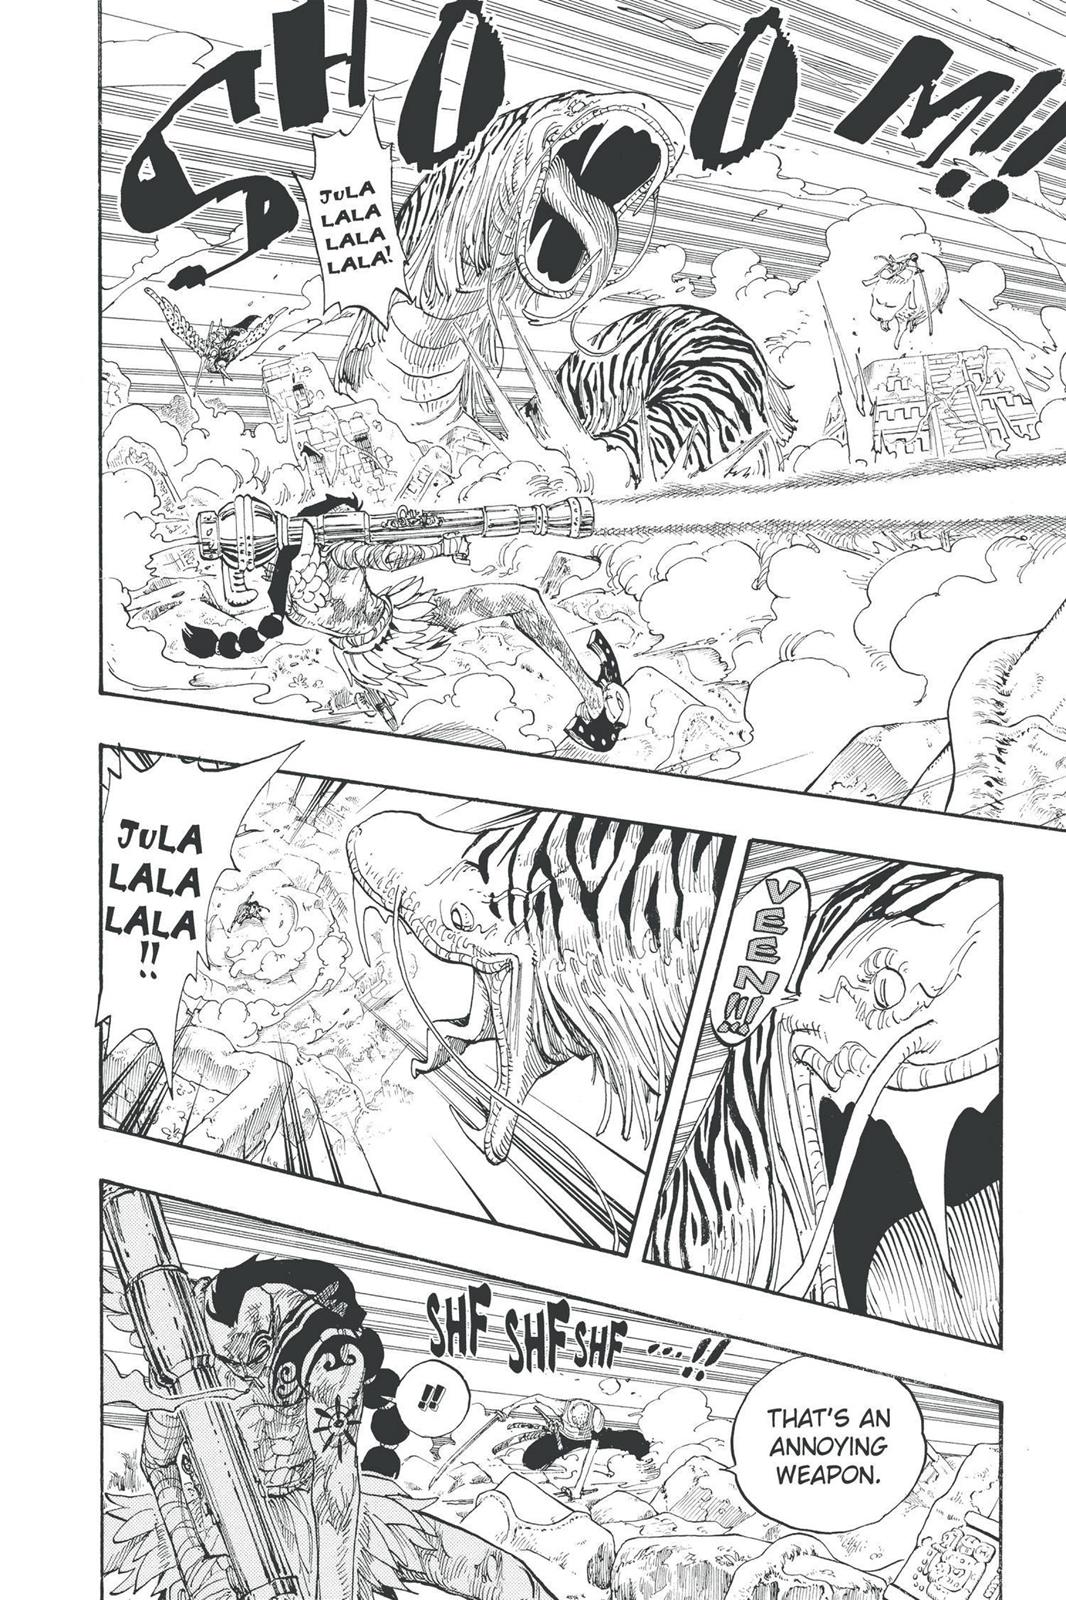 SHOOM!!
JULA
LALA
LALA
LALA!
VEEN!!!
JULA
LALA
LALA
!!
SHF SHF SHF ...!!
!!
THAT'S AN
ANNOYING
WEAPON.